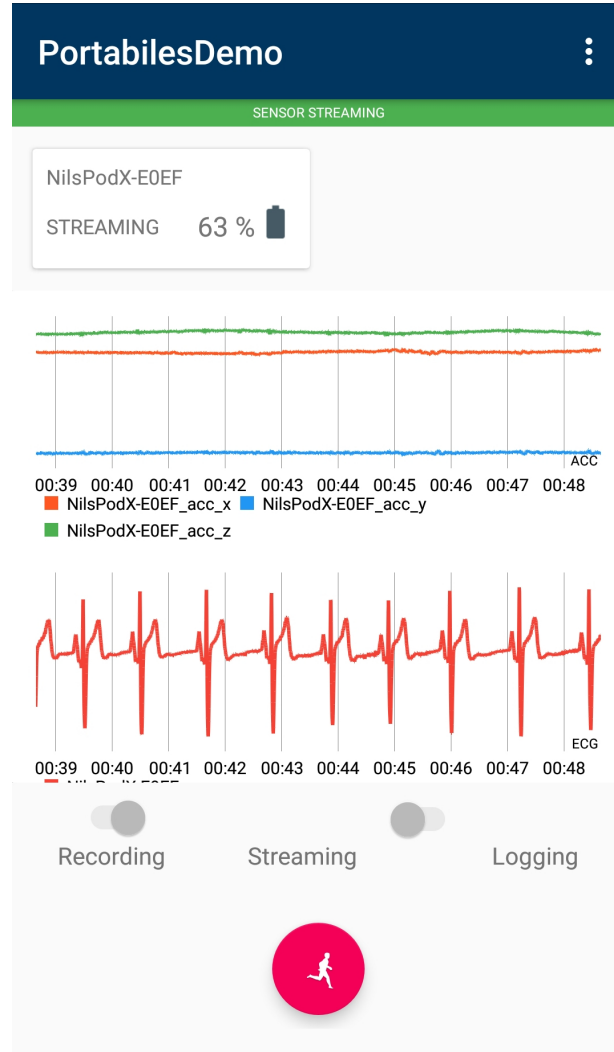 PortabilesDemo
SENSOR STREAMING
NilsPodX-E0EF
STREAMING 63 %
ACC
00:39 00:40 00:41 00:42 00:43 00:44 00:45 00:46 00:47 00:48
NilsPodX-E0EF_acc_x NilsPodX-E0EF_acc_y
NilsPodX-E0EF_acc_z
ECG
00:39 00:40 00:41 00:42 00:43 00:44 00:45 00:46 00:47 00:48
Recording Streaming Logging